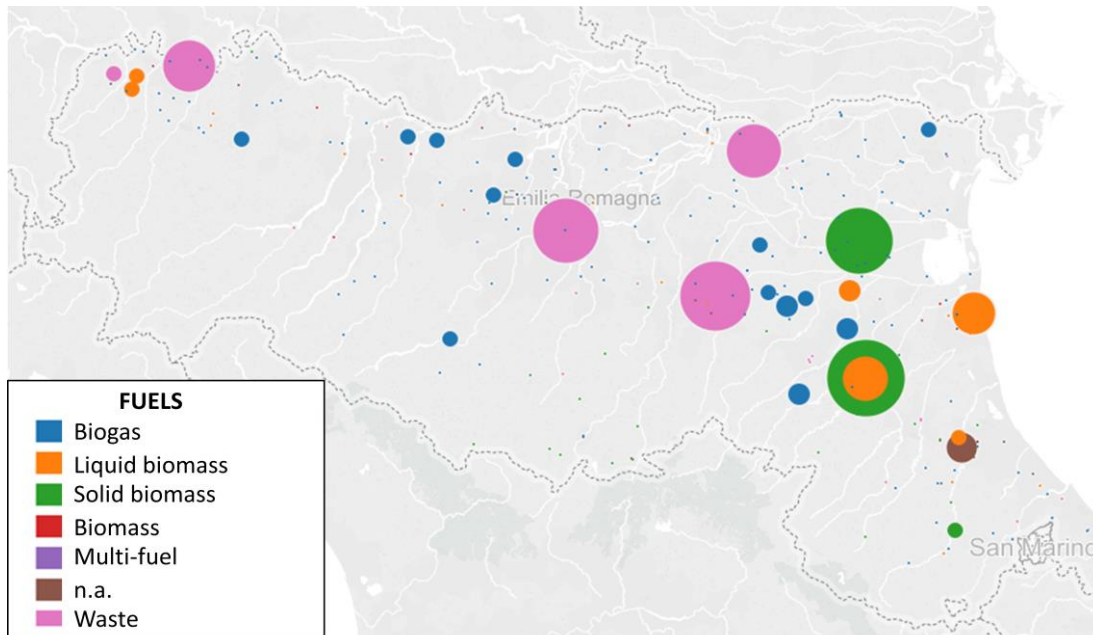 Emilia-Romagna
FUELS
Biogas
Liquid biomass
Solid biomass
Biomass
Multi-fuel
n.a.
Waste
San Marino